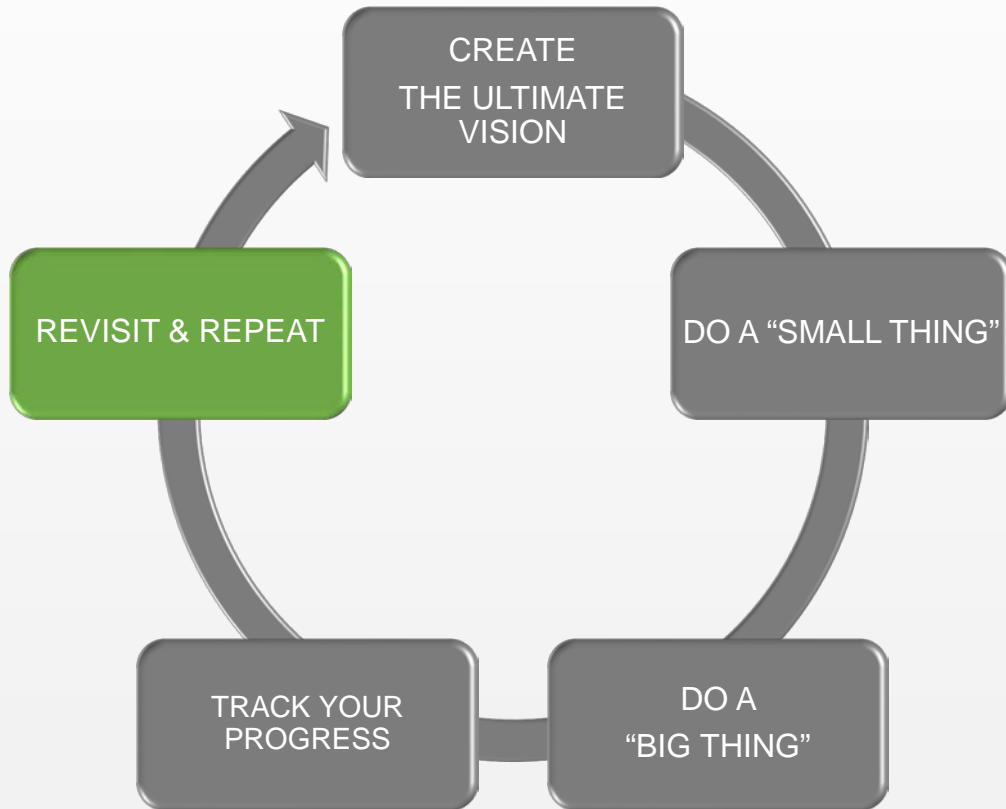 CREATE
THE ULTIMATE
VISION
DO A “SMALL THING”
DO A
“BIG THING”
TRACK YOUR
PROGRESS
REVISIT & REPEAT